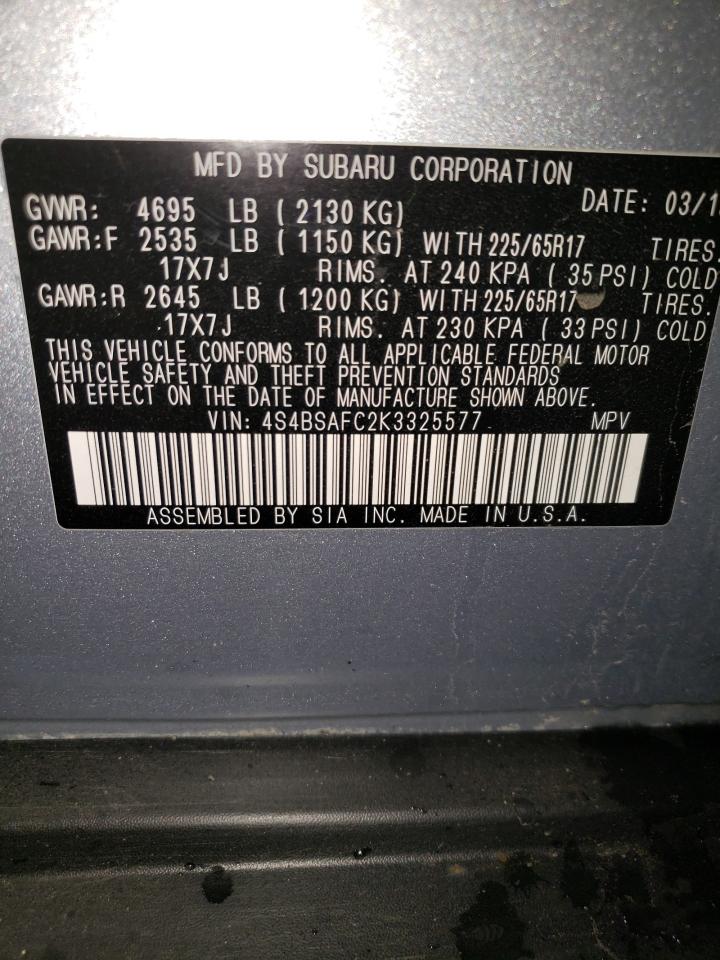 MFD BY SUBARU CORPORATION
GVWR: 4695 LB ( 2130 KG) DATE: 03/1
GAWR:F 2535 LB ( 1150 KG) WITH 225/65R17 TIRES.
17X7J RIMS. AT 240 KPA ( 35 PSI) COLD
GAWR:R 2645 LB ( 1200 KG) WITH 225/65R17 TIRES.
17X7J RIMS. AT 230 KPA ( 33 PSI) COLD
THIS VEHICLE CONFORMS TO ALL APPLICABLE FEDERAL MOTOR
VEHICLE SAFETY AND THEFT PREVENTION STANDARDS
IN EFFECT ON THE DATE OF MANUFACTURE SHOWN ABOVE.
VIN: 4S4BSAFC2K3325577 MPV
ASSEMBLED BY SIA INC. MADE IN U.S.A.